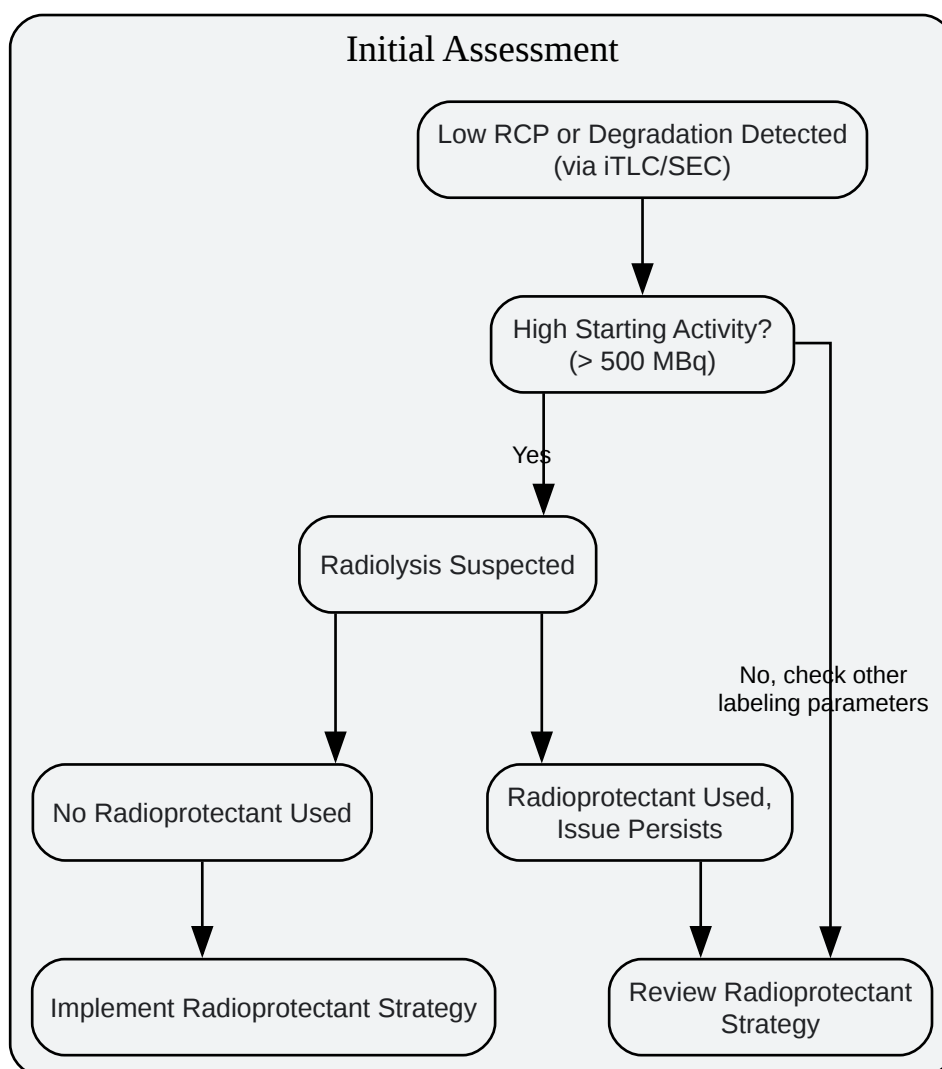 Initial Assessment
Low RCP or Degradation Detected
(via iTLC/SEC)
High Starting Activity?
(> 500 MBq)
Yes
Radiolysis Suspected
No, check other
labeling parameters
No Radioprotectant Used
Radioprotectant Used,
Issue Persists
Implement Radioprotectant Strategy
Review Radioprotectant
Strategy